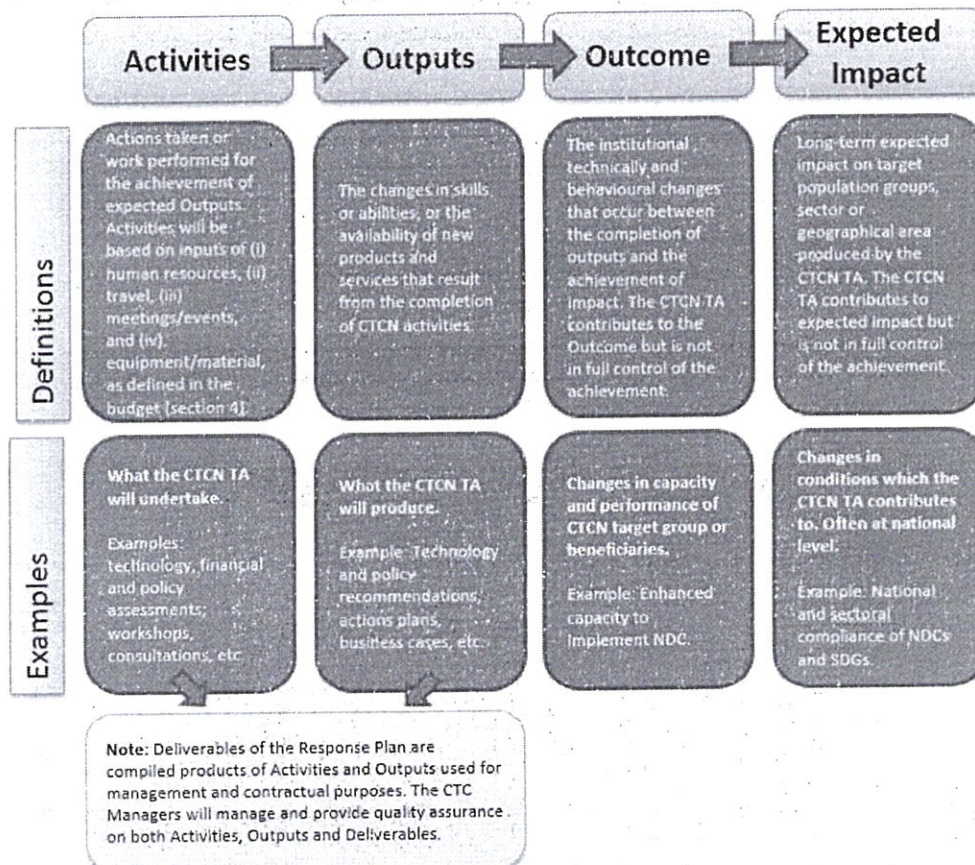 Activities
Outputs
Outcome
Expected
Impact
Definitions
Actions taken or
work performed for
the achievement of
expected Outputs.
Activities will be
based on inputs of (i)
human resources, (ii)
travel, (iii)
meetings/events,
and (iv)
equipment/material,
as defined in the
budget [section 4].
The changes in skills
or abilities, or the
availability of new
products and
services that result
from the completion
of CTCN activities.
The institutional
technically and
behavioural changes
that occur between
the completion of
outputs and the
achievement of
impact. The CTCN TA
contributes to the
Outcome but is not
in full control of the
achievement.
Long-term expected
impact on target
population groups,
sector or
geographical area
produced by the
CTCN TA. The CTCN
TA contributes to
expected impact but
is not in full control
of the achievement.
Examples
What the CTCN TA
will undertake.
Examples:
technology, financial
and policy
assessments;
workshops,
consultations, etc.
What the CTCN TA
will produce.
Example: Technology
and policy
recommendations,
actions plans,
business cases, etc.
Changes in capacity
and performance of
CTCN target group or
beneficiaries.
Example: Enhanced
capacity to
implement NDC.
Changes in
conditions which the
CTCN TA contributes
to. Often at national
level.
Example: National
and sectoral
compliance of NDCs
and SDGs.
Note: Deliverables of the Response Plan are
compiled products of Activities and Outputs used for
management and contractual purposes. The CTC
Managers will manage and provide quality assurance
on both Activities, Outputs and Deliverables.